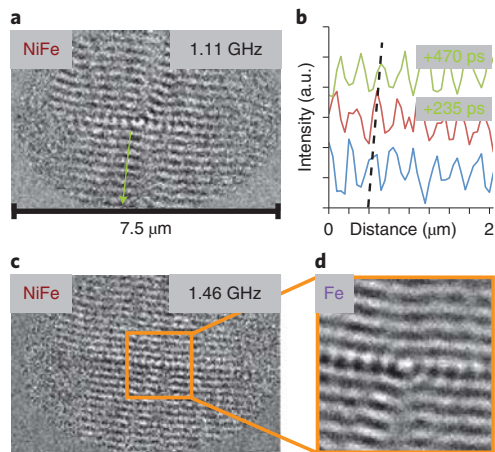 a
NiFe
1.11 GHz
7.5 μm
b
Intensity (a.u.)
+470 ps
+235 ps
0
Distance (μm)
2
c
NiFe
1.46 GHz
d
Fe